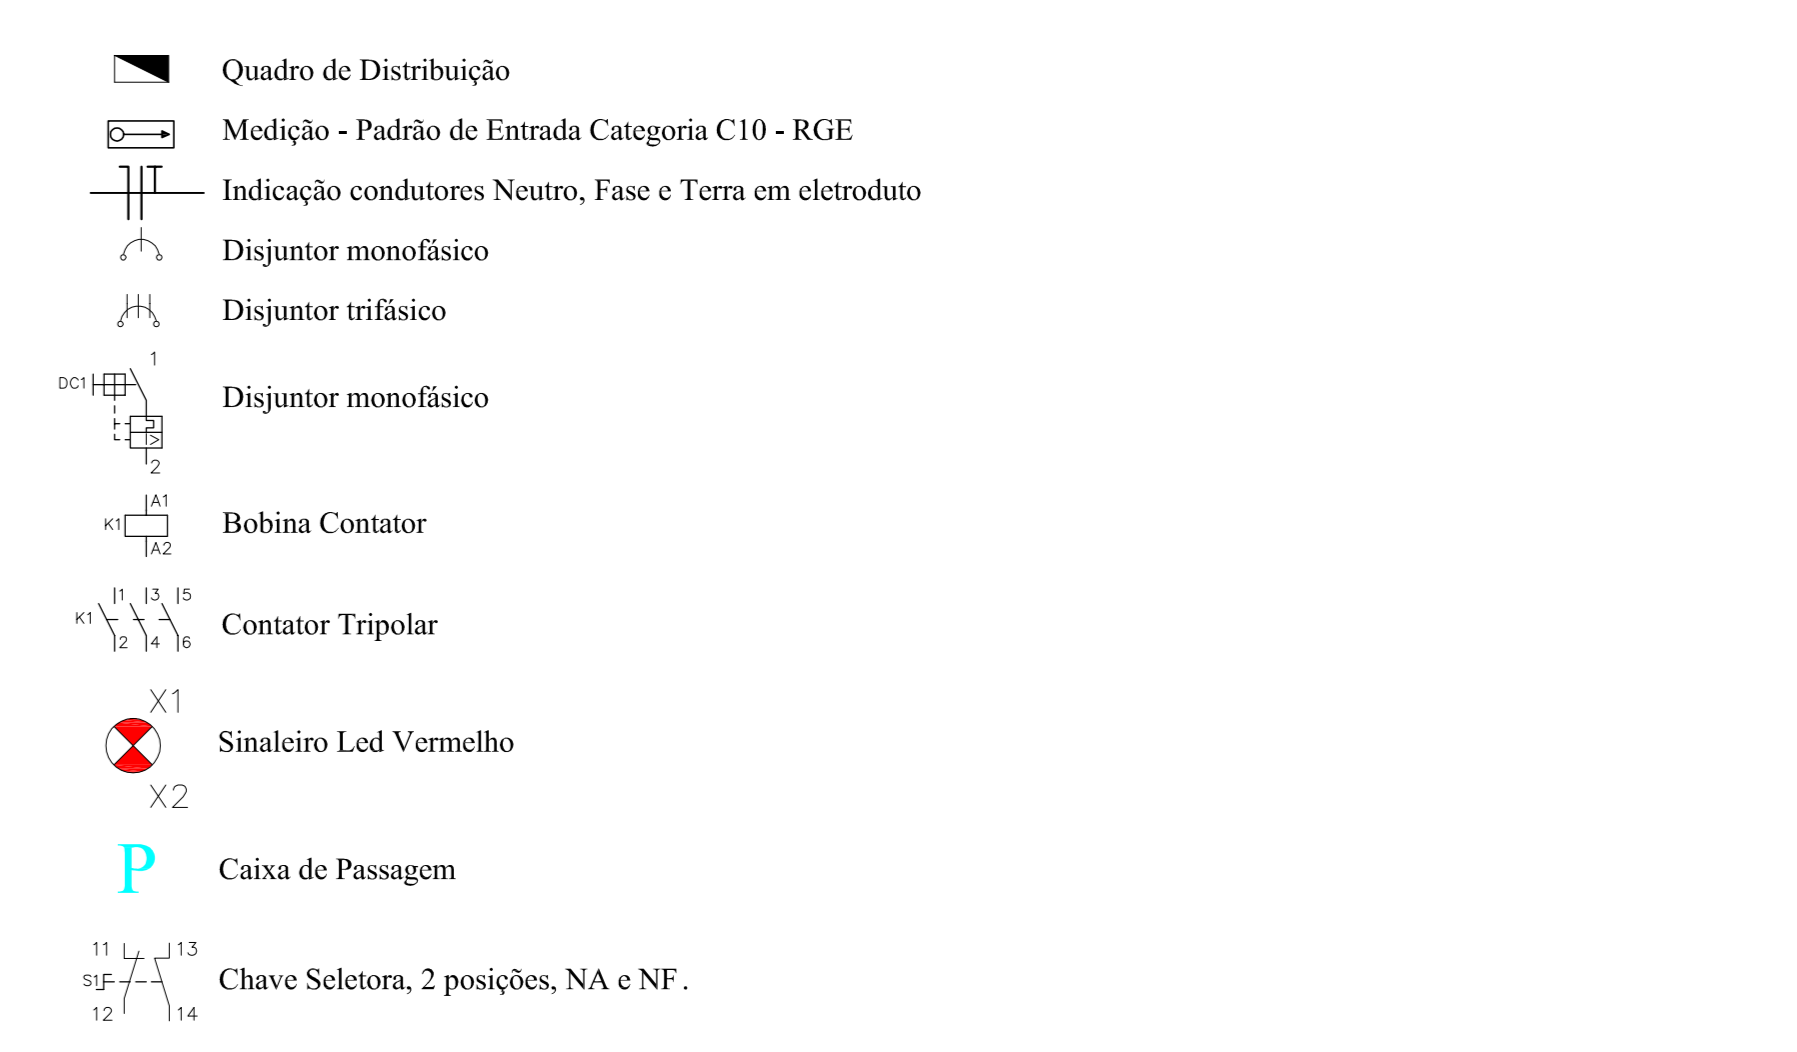 Quadro de Distribuição
Medição - Padrão de Entrada Categoria C10 - RGE
Indicação condutores Neutro, Fase e Terra em eletroduto
Disjuntor monofásico
Disjuntor trifásico
1
DC1
Disjuntor monofásico
2
A1
K1
Bobina Contator
A2
1 3 5
K1
Contator Tripolar
2 4 6
X1
Sinaleiro Led Vermelho
X2
P
Caixa de Passagem
11 13
S1
Chave Seletora, 2 posições, NA e NF.
12 14